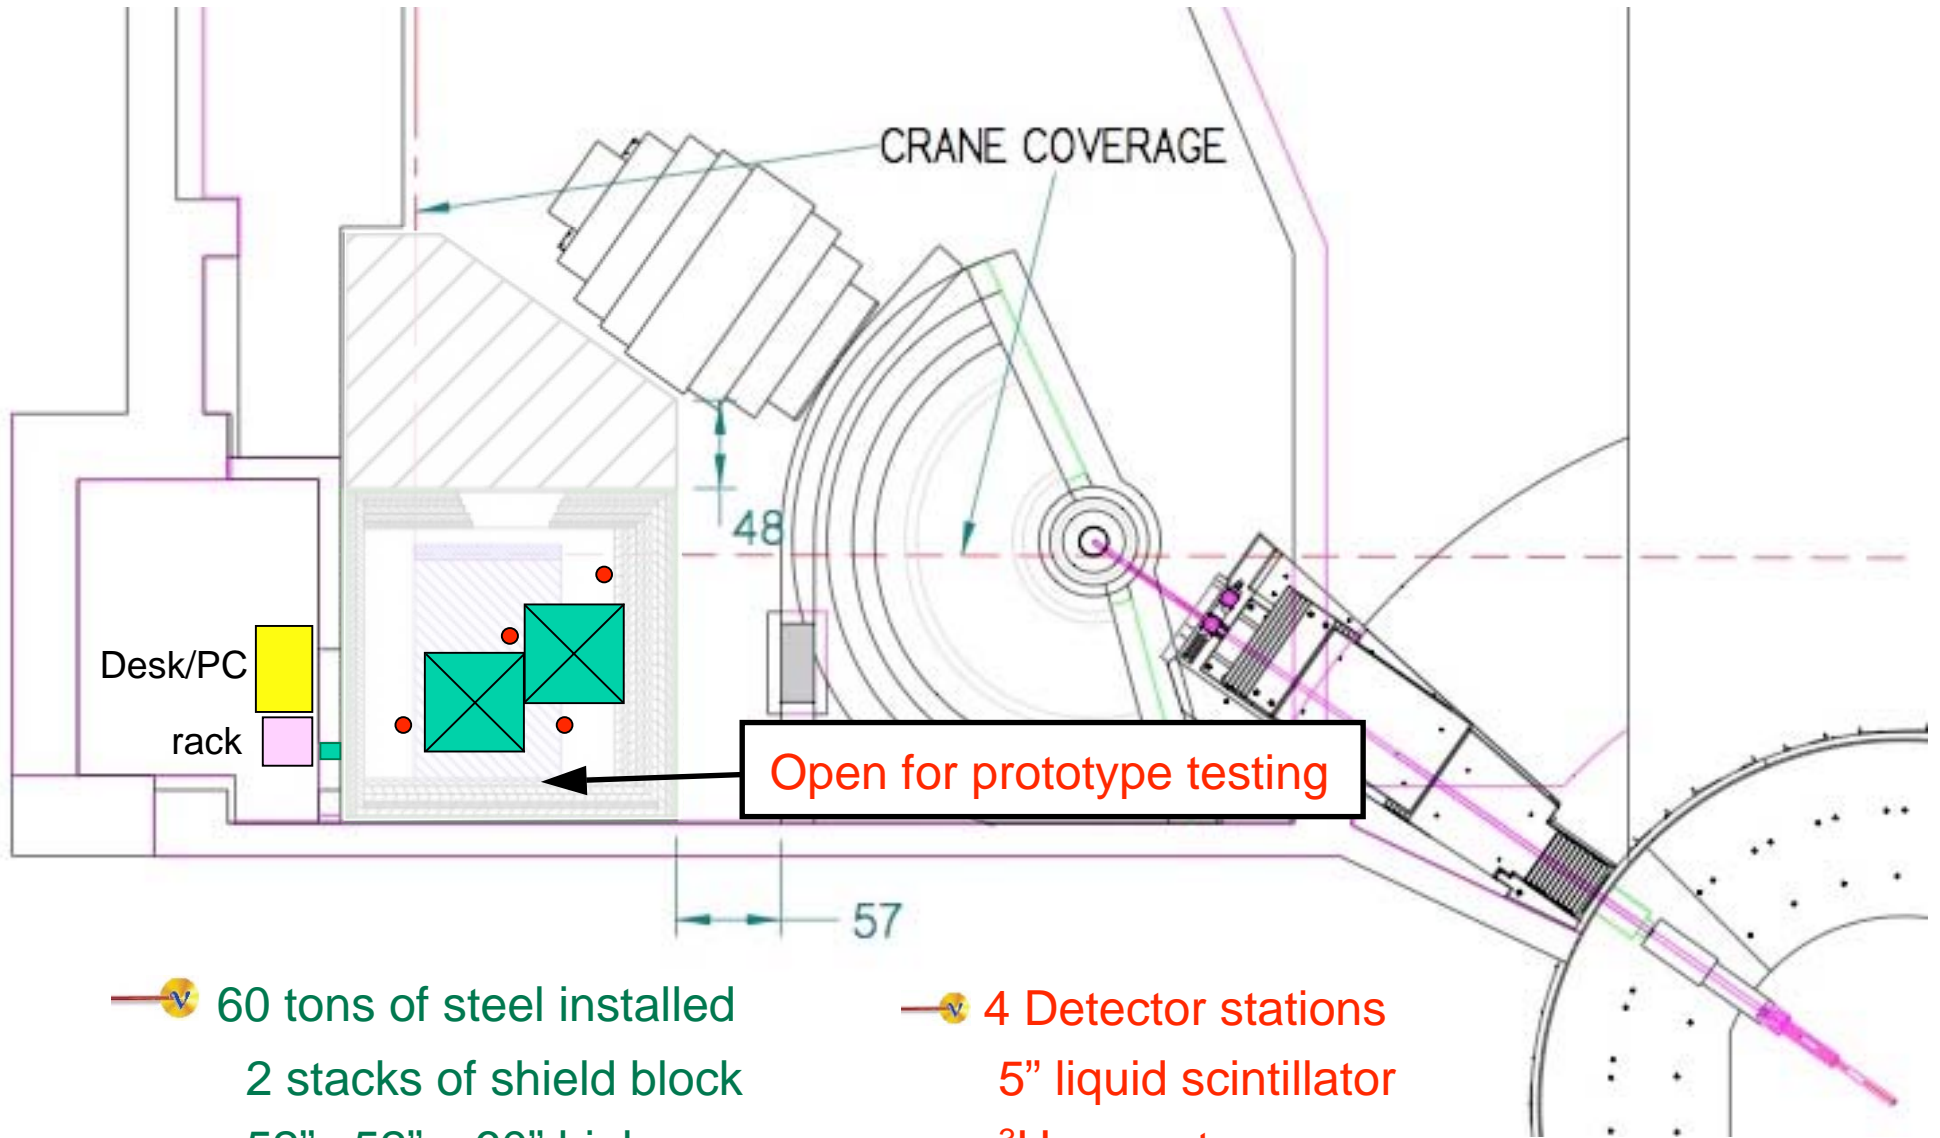 CRANE COVERAGE
48
Desk/PC
rack
Open for prototype testing
57
ν 60 tons of steel installed
2 stacks of shield block
ν 4 Detector stations
5” liquid scintillator